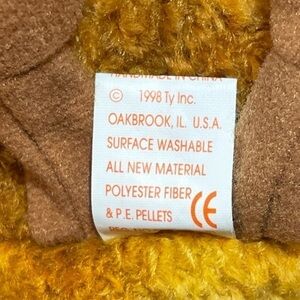 HANDMADE IN CHINA
© 1998 Ty Inc.
OAKBROOK, IL. U.S.A.
SURFACE WASHABLE
ALL NEW MATERIAL
POLYESTER FIBER
& P.E. PELLETS
CE